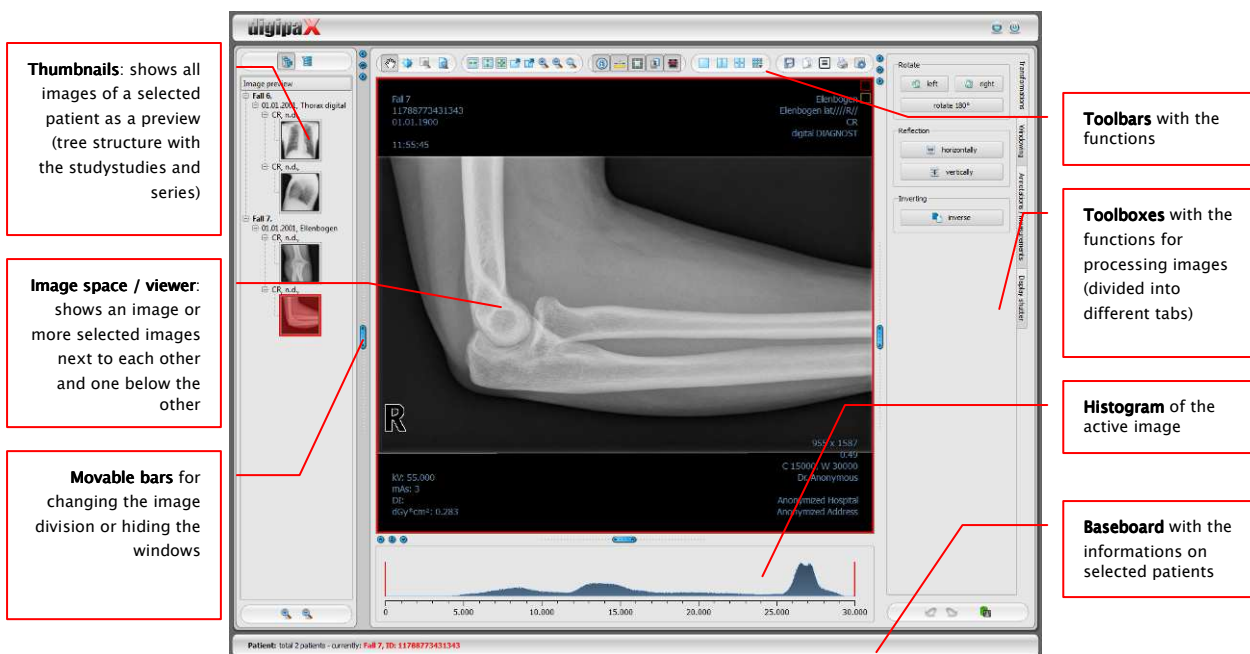 digipaX
Thumbnails: shows all
images of a selected
patient as a preview
(tree structure with
the studystudies and
series)
Image space / viewer:
shows an image or
more selected images
next to each other
and one below the
other
Movable bars for
changing the image
division or hiding the
windows
Image preview
Fall 6,
01.01.2001, Thorax digital
CR, n.d.,
CR, n.d.,
Fall 7,
01.01.2001, Ellenbogen
CR, n.d.,
CR, n.d.,
Fall 7
11788773431343
01.01.1900
11:55:45
Ellenbogen
Ellenbogen lat////R//
CR
digital DIAGNOST
R
955 x 1587
0.49
C 15000, W 30000
Dr. Anonymous
Anonymized Hospital
Anonymized Address
kV: 55.000
mAs: 3
DI:
dGy*cm²: 0.283
0 5.000 10.000 15.000 20.000 25.000 30.000
Rotate
left right
rotate 180°
Reflection
horizontally
vertically
Inverting
inverse
transformations
Windowing
Annotations
measurements
Display shutter
Toolbars with the
functions
Toolboxes with the
functions for
processing images
(divided into
different tabs)
Histogram of the
active image
Baseboard with the
informations on
selected patients
Patient: total 2 patients - currently: Fall 7, ID: 11788773431343